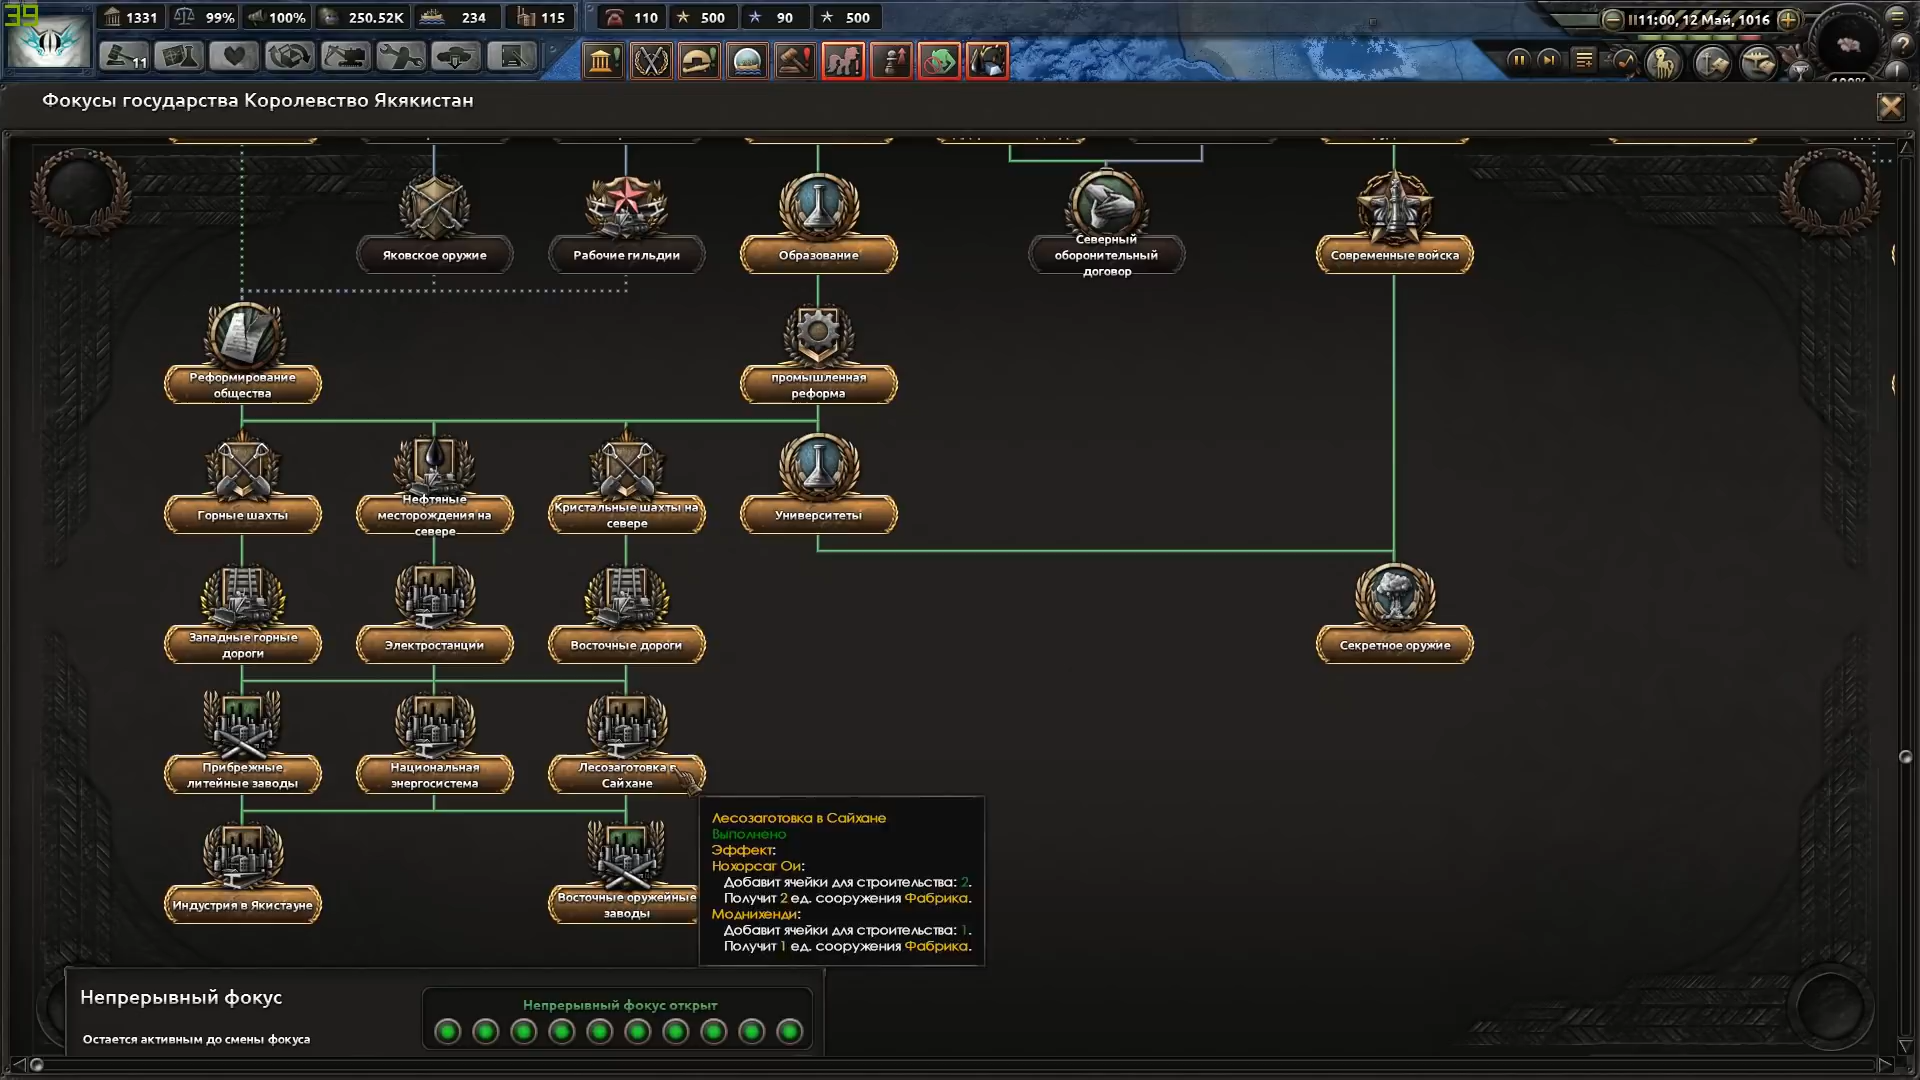 39
1331
99%
100%
250.52K
234
115
110
500
90
500
11:00, 12 Май, 1016
11
Фокусы государства Королевство Якякистан
Яковское оружие
Рабочие гильдии
Образование
Северный
оборонительный
договор
Современные войска
Реформирование
общества
промышленная
реформа
Горные шахты
Нефтяные
месторождения на
севере
Кристальные шахты на
севере
Университеты
Западные горные
дороги
Электростанции
Восточные дороги
Секретное оружие
Прибрежные
литейные заводы
Национальная
энергосистема
Лесозаготовка в
Сайхане
Лесозаготовка в Сайхане
Выполнено
Эффект:
Нохорсаг Ои:
Добавит ячейки для строительства: 2.
Получит 2 ед. сооружения Фабрика.
Моднихенди:
Добавит ячейки для строительства: 1.
Получит 1 ед. сооружения Фабрика.
Индустрия в Якистауне
Восточные оружейные
заводы
Непрерывный фокус
Остается активным до смены фокуса
Непрерывный фокус открыт